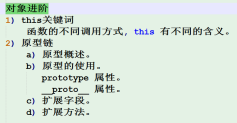 对象进阶
1) this关键词
函数的不同调用方式，this 有不同的含义。
2) 原型链
a) 原型概述。
b) 原型的使用。
prototype 属性。
__proto__ 属性。
c) 扩展字段。
d) 扩展方法。